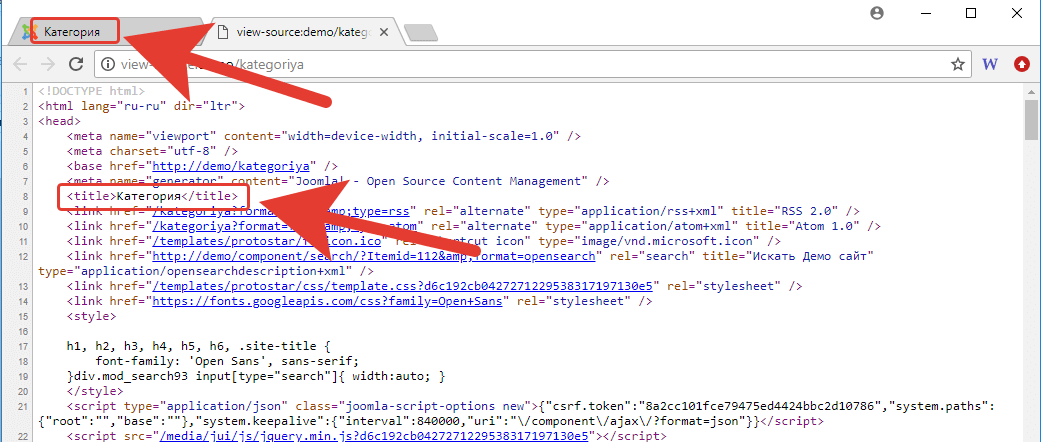 Категория
view-source:demo/katego
view- /kategoriya
W
1 <!DOCTYPE html>
2 <html lang="ru-ru" dir="ltr">
3 <head>
4 <meta name="viewport" content="width=device-width, initial-scale=1.0" />
5 <meta charset="utf-8" />
6 <base href="http://demo/kategoriya" />
7 <meta name="generator" content="Joomla! - Open Source Content Management" />
8 <title>Категория</title>
9 <link href="/kategoriya?format= amp;type=rss" rel="alternate" type="application/rss+xml" title="RSS 2.0" />
10 <link href="/kategoriya?format= rel="alternate" type="application/atom+xml" title="Atom 1.0" />
11 <link href="/templates/protostar/ icon.ico" icon" type="image/vnd.microsoft.icon" />
12 <link href="http://demo/component/search/?Itemid=112&amp;format=opensearch" rel="search" title="Искать Демо сайт"
type="application/opensearchdescription+xml" />
13 <link href="/templates/protostar/css/template.css?d6c192cb0427271229538317197130e5" rel="stylesheet" />
14 <link href="https://fonts.googleapis.com/css?family=Open+Sans" rel="stylesheet" />
15 <style>
16
17 h1, h2, h3, h4, h5, h6, .site-title {
18 font-family: 'Open Sans', sans-serif;
19 }div.mod_search93 input[type="search"]{ width:auto; }
20 </style>
21 <script type="application/json" class="joomla-script-options new">{"csrf.token":"8a2cc101fce79475ed4424bbc2d10786","system.paths":
{"root":"","base":""},"system.keepalive":{"interval":840000,"uri":"\/component\/ajax\/?format=json"}}</script>
22 <script src="/media/jui/js/jquery.min.js?d6c192cb0427271229538317197130e5"></script>